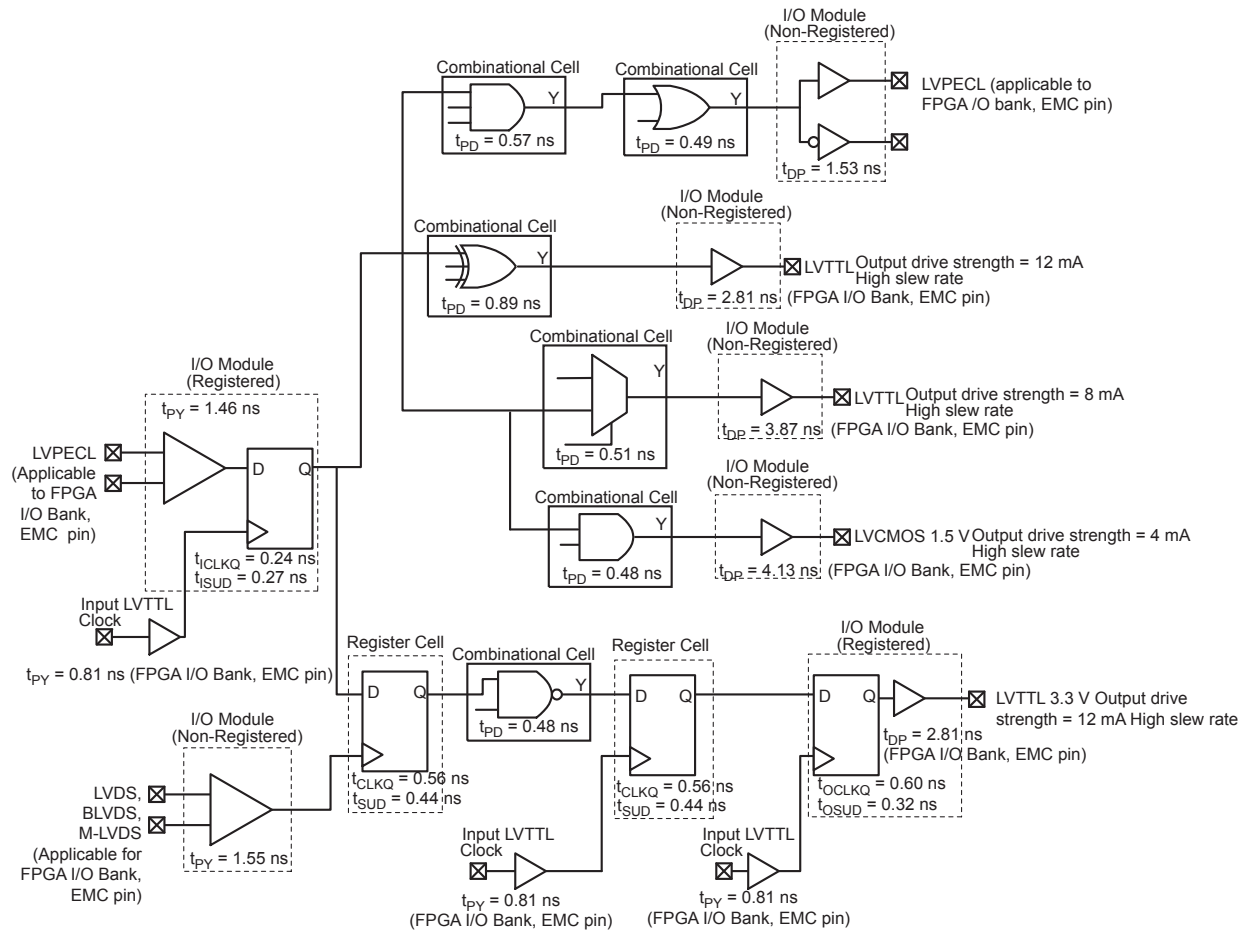 I/O Module
(Non-Registered)
Combinational Cell
Y
tPD = 0.57 ns
Combinational Cell
Y
tPD = 0.49 ns
tDP = 1.53 ns
LVPECL (applicable to
FPGA /O bank, EMC pin)
Combinational Cell
Y
tPD = 0.89 ns
I/O Module
(Non-Registered)
tDP = 2.81 ns
LVTTL Output drive strength = 12 mA
High slew rate
(FPGA I/O Bank, EMC pin)
Combinational Cell
Y
tPD = 0.51 ns
I/O Module
(Non-Registered)
tDP = 3.87 ns
LVTTL Output drive strength = 8 mA
High slew rate
(FPGA I/O Bank, EMC pin)
Combinational Cell
Y
tPD = 0.48 ns
I/O Module
(Non-Registered)
tDP = 4.13 ns
LVCMOS 1.5 V Output drive strength = 4 mA
High slew rate
(FPGA I/O Bank, EMC pin)
I/O Module
(Registered)
tPY = 1.46 ns
LVPECL
(Applicable
to FPGA
I/O Bank,
EMC pin)
D
Q
tICLKQ = 0.24 ns
tISUD = 0.27 ns
Input LVTTL
Clock
tPY = 0.81 ns (FPGA I/O Bank, EMC pin)
I/O Module
(Non-Registered)
LVDS,
BLVDS,
M-LVDS
(Applicable for
FPGA I/O Bank,
EMC pin)
tPY = 1.55 ns
Register Cell
D
Q
tCLKQ = 0.56 ns
tSUD = 0.44 ns
Combinational Cell
Y
tPD = 0.48 ns
Register Cell
D
Q
tCLKQ = 0.56 ns
tSUD = 0.44 ns
Input LVTTL
Clock
tPY = 0.81 ns
(FPGA I/O Bank, EMC pin)
I/O Module
(Registered)
D
Q
tDP = 2.81 ns
(FPGA I/O Bank, EMC pin)
tOCLKQ = 0.60 ns
tOSUD = 0.32 ns
LVTTL 3.3 V Output drive
strength = 12 mA High slew rate
Input LVTTL
Clock
tPY = 0.81 ns
(FPGA I/O Bank, EMC pin)